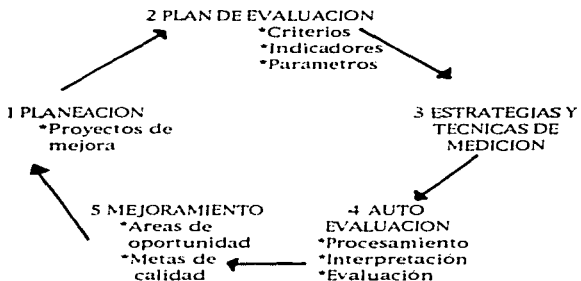 2 PLAN DE EVALUACION
*Criterios
*Indicadores
*Parametros
1 PLANEACION
*Proyectos de
mejora
3 ESTRATEGIAS Y
TECNICAS DE
MEDICION
4 AUTO
EVALUACION
*Procesamiento
*Interpretación
*Evaluación
5 MEJORAMIENTO
*Areas de
oportunidad
*Metas de
calidad